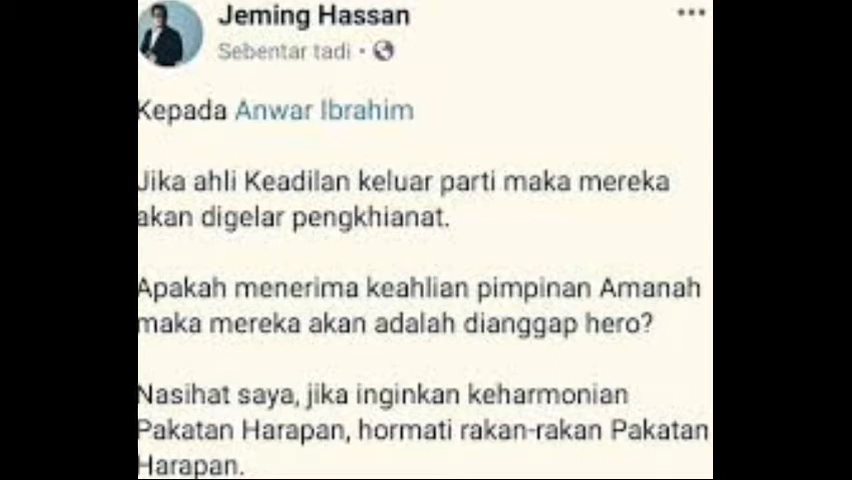 Jeming Hassan
Sebentar tadi
Kepada Anwar Ibrahim
Jika ahli Keadilan keluar parti maka mereka
akan digelar pengkhianat.
Apakah menerima keahlian pimpinan Amanah
maka mereka akan adalah dianggap hero?
Nasihat saya, jika inginkan keharmonian
Pakatan Harapan, hormati rakan-rakan Pakatan
Harapan.